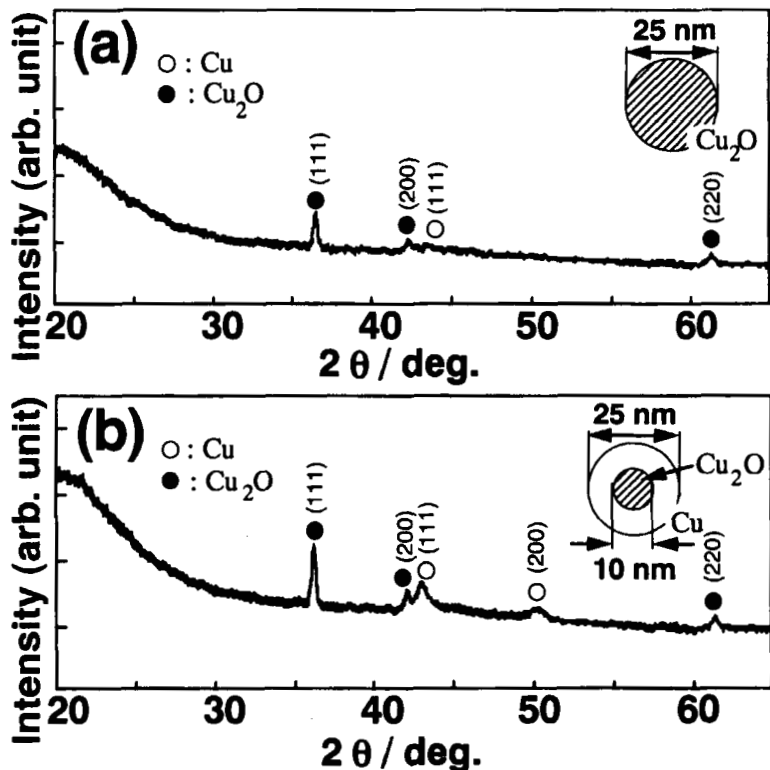 (a)
○ : Cu
● : Cu₂O
25 nm
Cu₂O
(111)
(200)
(111)
(220)
Intensity (arb. unit)
20 30 40 50 60
2 θ / deg.
(b)
○ : Cu
● : Cu₂O
25 nm
Cu₂O
Cu
10 nm
(111)
(200)
(111)
(200)
(220)
Intensity (arb. unit)
20 30 40 50 60
2 θ / deg.